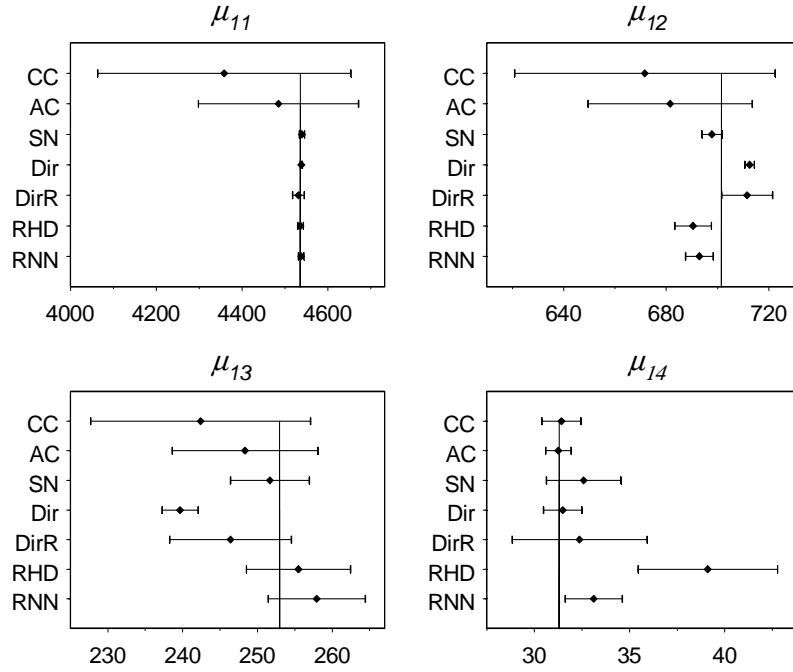 μ11
CC
AC
SN
Dir
DirR
RHD
RNN
4000 4200 4400 4600
μ12
CC
AC
SN
Dir
DirR
RHD
RNN
640 680 720
μ13
CC
AC
SN
Dir
DirR
RHD
RNN
230 240 250 260
μ14
CC
AC
SN
Dir
DirR
RHD
RNN
30 35 40